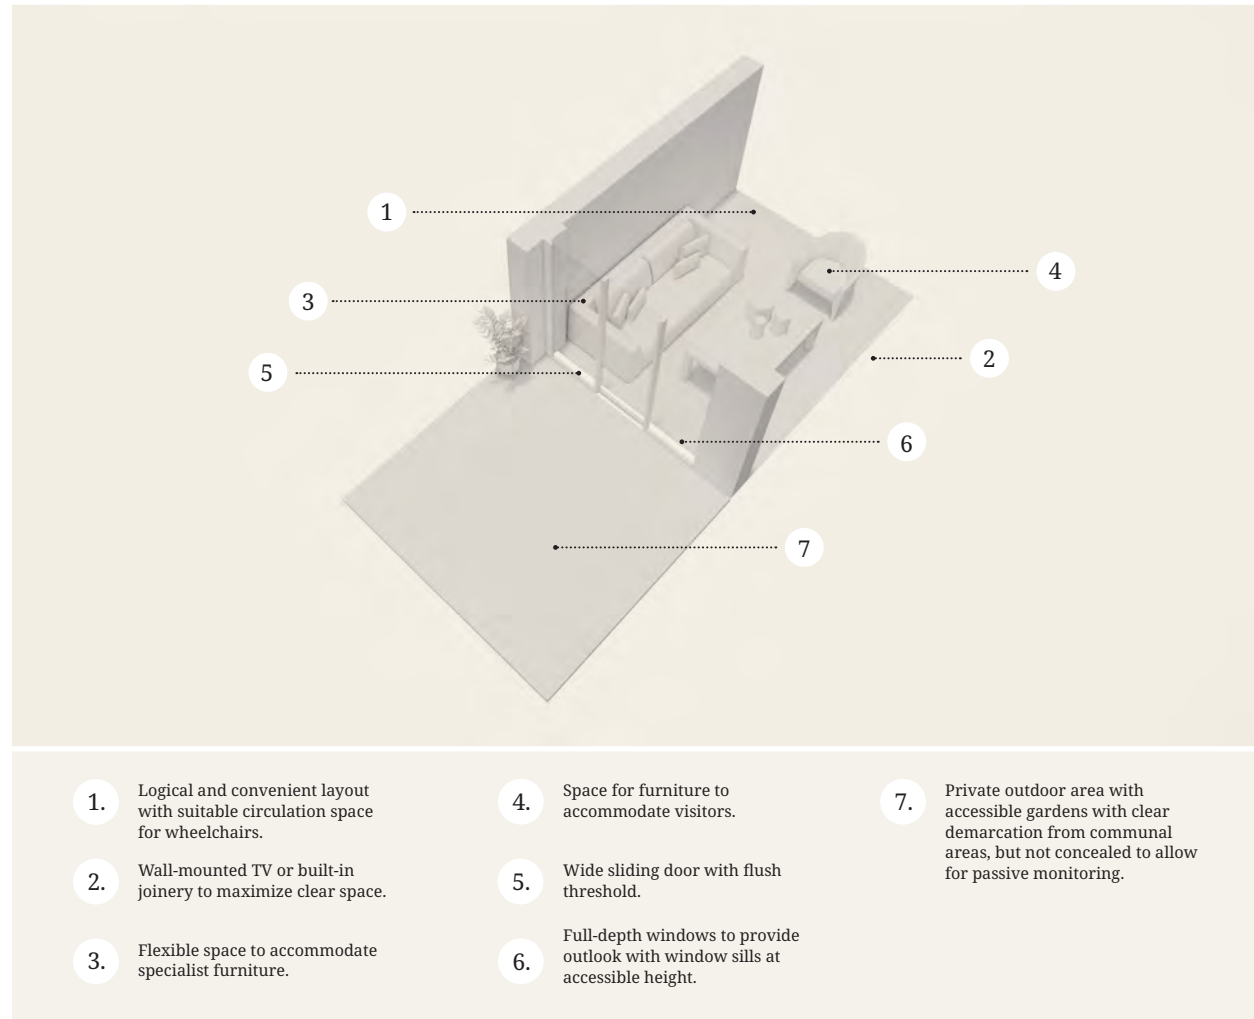 1
4
3
2
5
6
7
1.
Logical and convenient layout
with suitable circulation space
for wheelchairs.
2.
Wall-mounted TV or built-in
joinery to maximize clear space.
3.
Flexible space to accommodate
specialist furniture.
4.
Space for furniture to
accommodate visitors.
5.
Wide sliding door with flush
threshold.
6.
Full-depth windows to provide
outlook with window sills at
accessible height.
7.
Private outdoor area with
accessible gardens with clear
demarcation from communal
areas, but not concealed to allow
for passive monitoring.